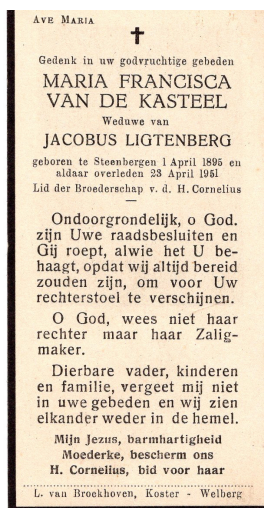 AVE MARIA
Gedenk in uw godvruchtige gebeden
MARIA FRANCISCA
VAN DE KASTEEL
Weduwe van
JACOBUS LIGTENBERG
geboren te Steenbergen 1 April 1895 en
aldaar overleden 23 April 1951
Lid der Broederschap v. d. H. Cornelius
Ondoorgrondelijk, o God.
zijn Uwe raadsbesluiten en
Gij roept, alwie het U be-
haagt, opdat wij altijd bereid
zouden zijn, om voor Uw
rechterstoel te verschijnen.
O God, wees niet haar
rechter maar haar Zalig-
maker.
Dierbare vader, kinderen
en familie, vergeet mij niet
in uwe gebeden en wij zien
elkander weder in de hemel.
Mijn Jezus, barmhartigheid
Moederke, bescherm ons
H. Cornelius, bid voor haar
L. van Broekhoven, Koster - Welberg